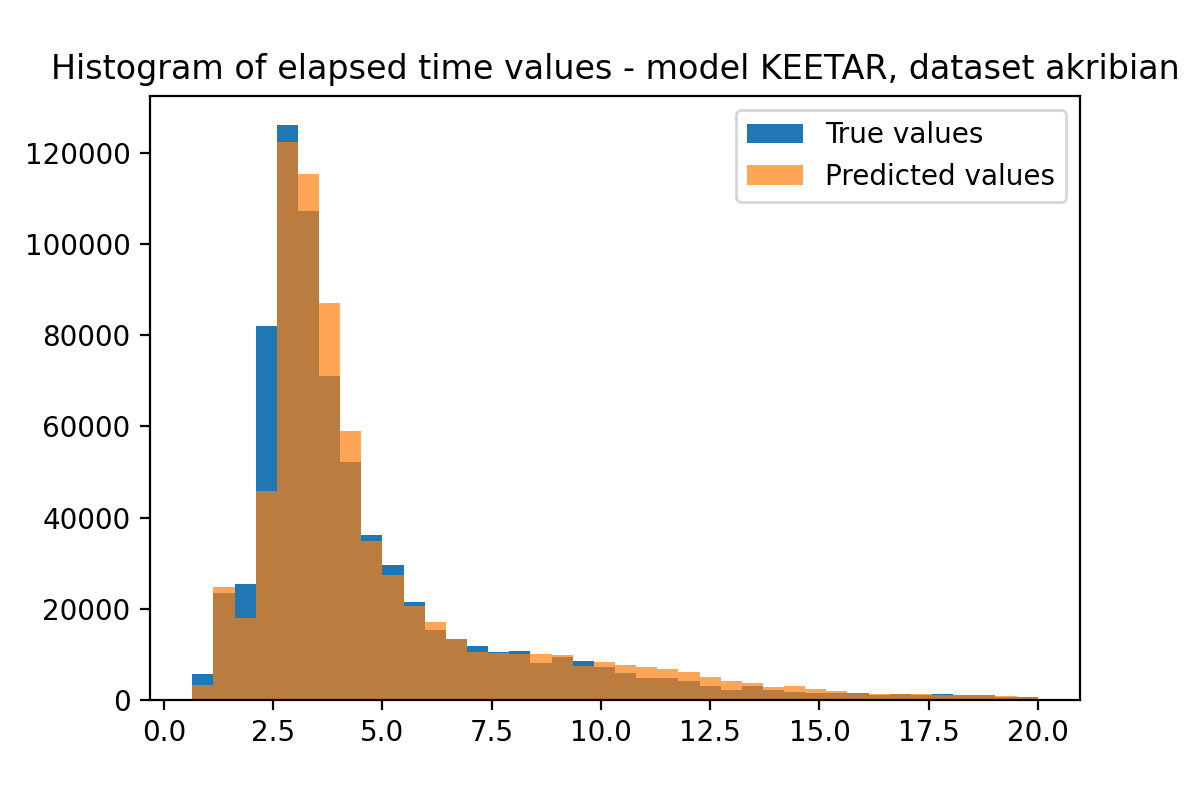 Histogram of elapsed time values - model KEETAR, dataset akribian
True values
Predicted values
120000
100000
80000
60000
40000
20000
0
0.0 2.5 5.0 7.5 10.0 12.5 15.0 17.5 20.0